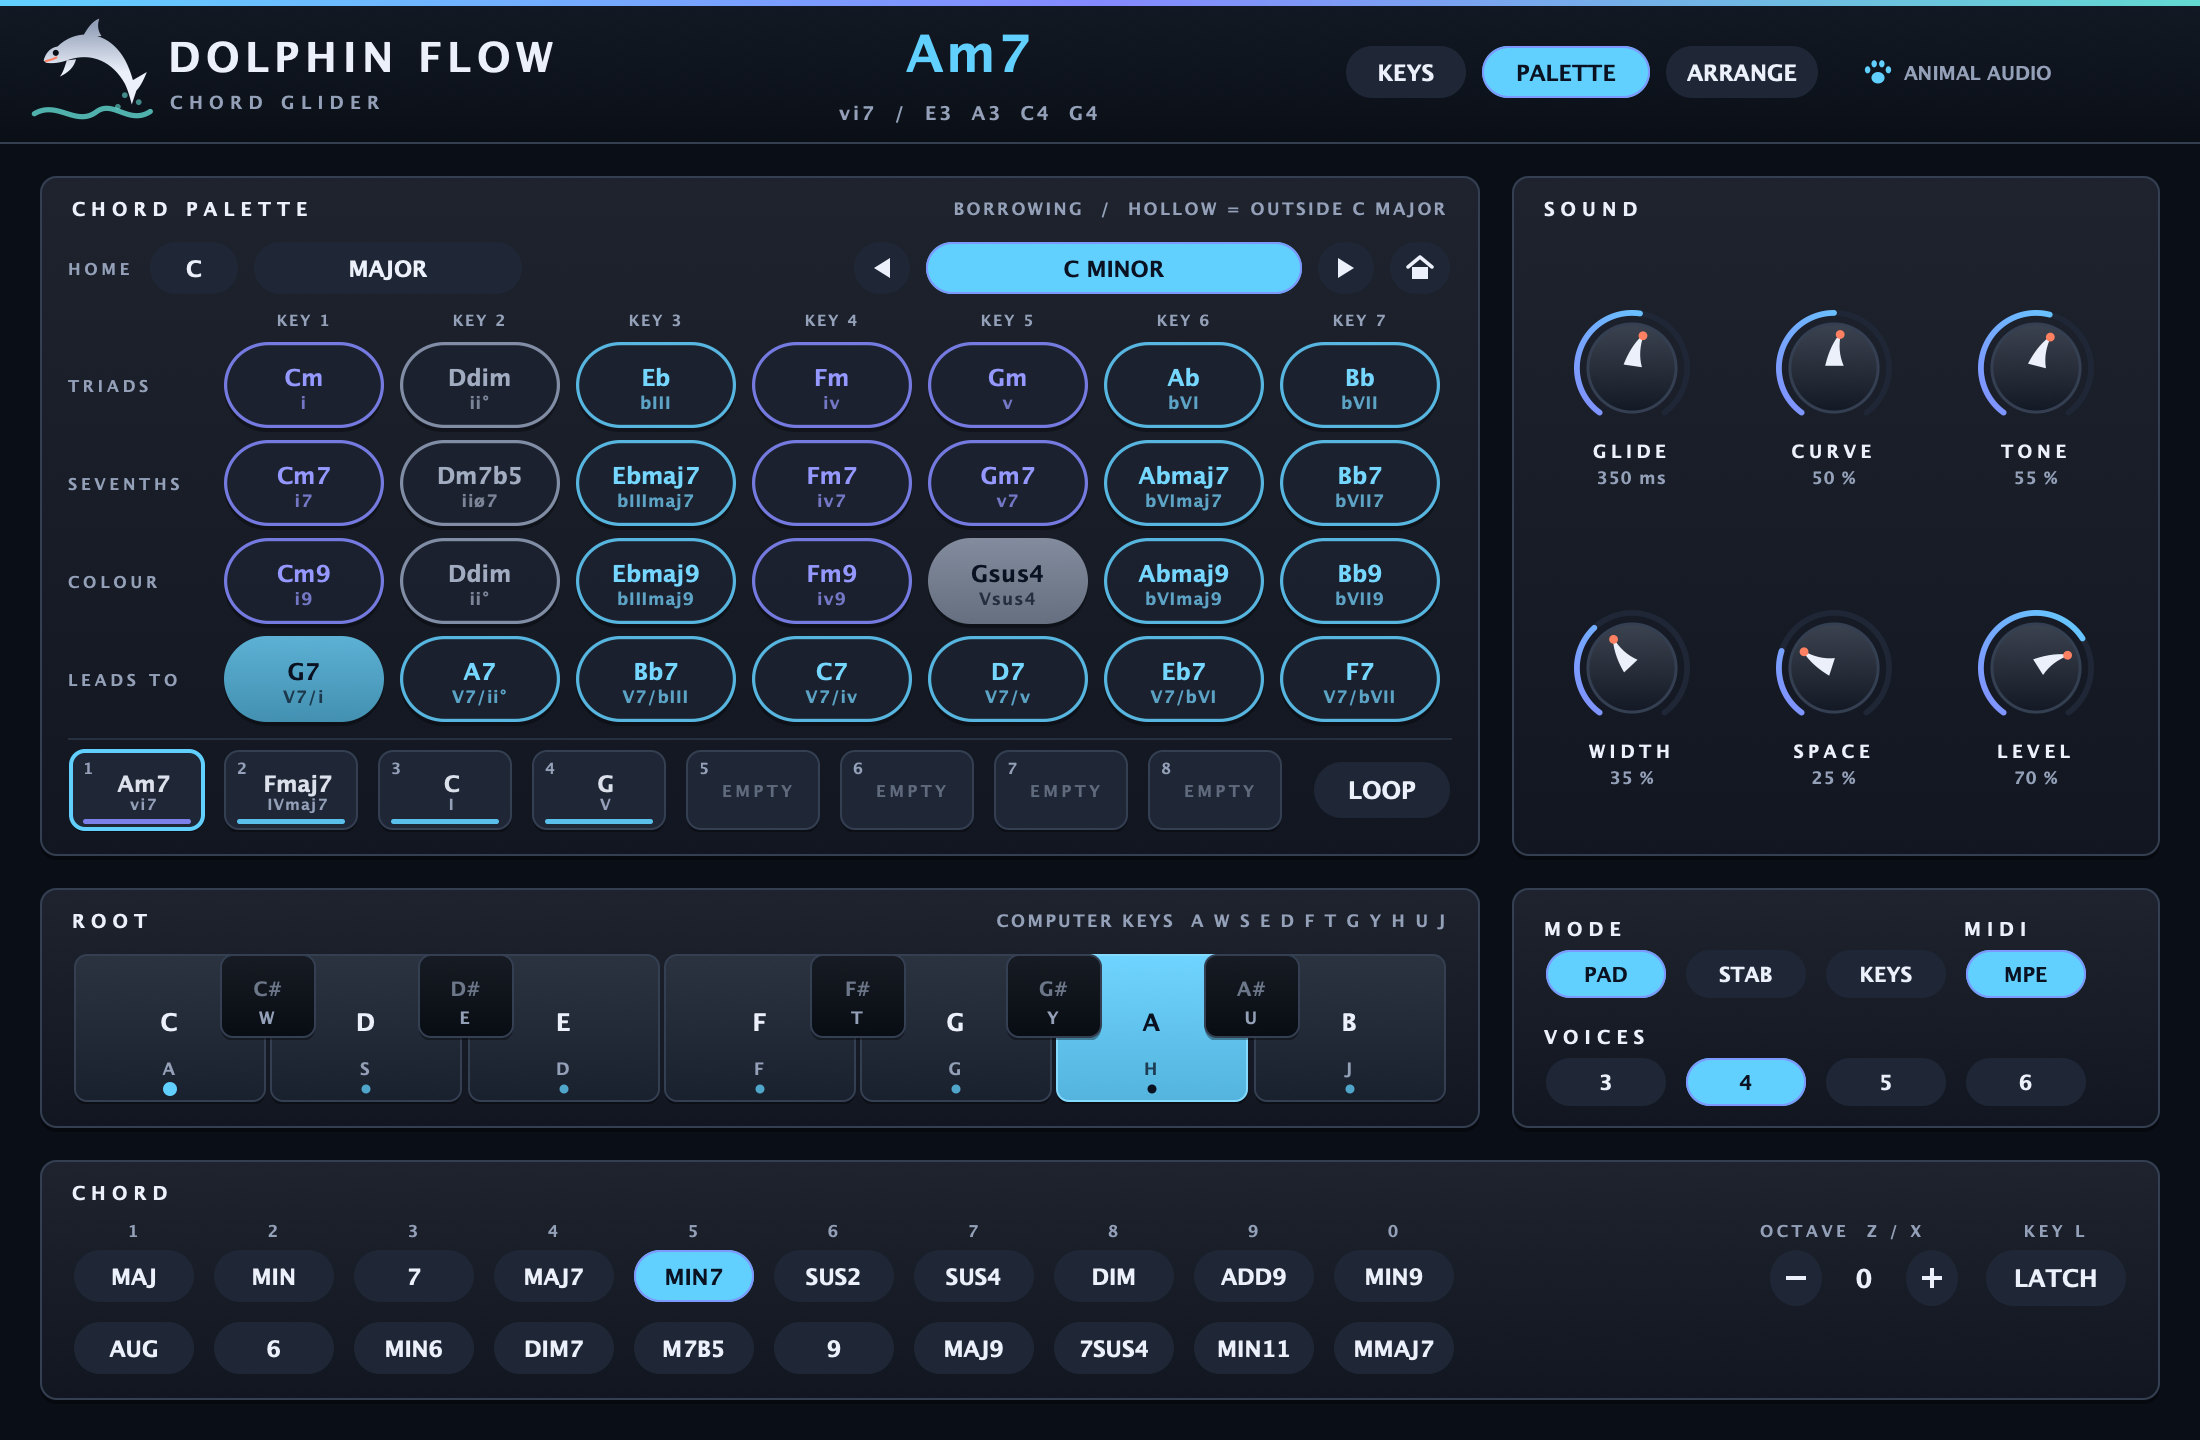 DOLPHIN FLOW
CHORD GLIDER
Am7
vi7 / E3 A3 C4 G4
KEYS PALETTE ARRANGE ANIMAL AUDIO
CHORD PALETTE BORROWING / HOLLOW = OUTSIDE C MAJOR
HOME C MAJOR C MINOR
KEY 1 KEY 2 KEY 3 KEY 4 KEY 5 KEY 6 KEY 7
TRIADS
Cm Ddim Eb Fm Gm Ab Bb
i ii° bIII iv v bVI bVII
SEVENTHS
Cm7 Dm7b5 Ebmaj7 Fm7 Gm7 Abmaj7 Bb7
i7 iiø7 bIIImaj7 iv7 v7 bVImaj7 bVII7
COLOUR
Cm9 Ddim Ebmaj9 Fm9 Gsus4 Abmaj9 Bb9
i9 ii° bIIImaj9 iv9 Vsus4 bVImaj9 bVII9
LEADS TO
G7 A7 Bb7 C7 D7 Eb7 F7
V7/i V7/ii° V7/bIII V7/iv V7/v V7/bVI V7/bVII
1 2 3 4 5 6 7 8
Am7 Fmaj7 C G EMPTY EMPTY EMPTY EMPTY LOOP
vi7 IVmaj7 I V
SOUND
GLIDE CURVE TONE
350 ms 50 % 55 %
WIDTH SPACE LEVEL
35 % 25 % 70 %
ROOT COMPUTER KEYS A W S E D F T G Y H U J
C# D# F# G# A#
W E T Y U
C D E F G A B
A S D F G H J
MODE MIDI
PAD STAB KEYS MPE
VOICES
3 4 5 6
CHORD
1 2 3 4 5 6 7 8 9 0 OCTAVE Z / X KEY L
MAJ MIN 7 MAJ7 MIN7 SUS2 SUS4 DIM ADD9 MIN9 − 0 + LATCH
AUG 6 MIN6 DIM7 M7B5 9 MAJ9 7SUS4 MIN11 MMAJ7